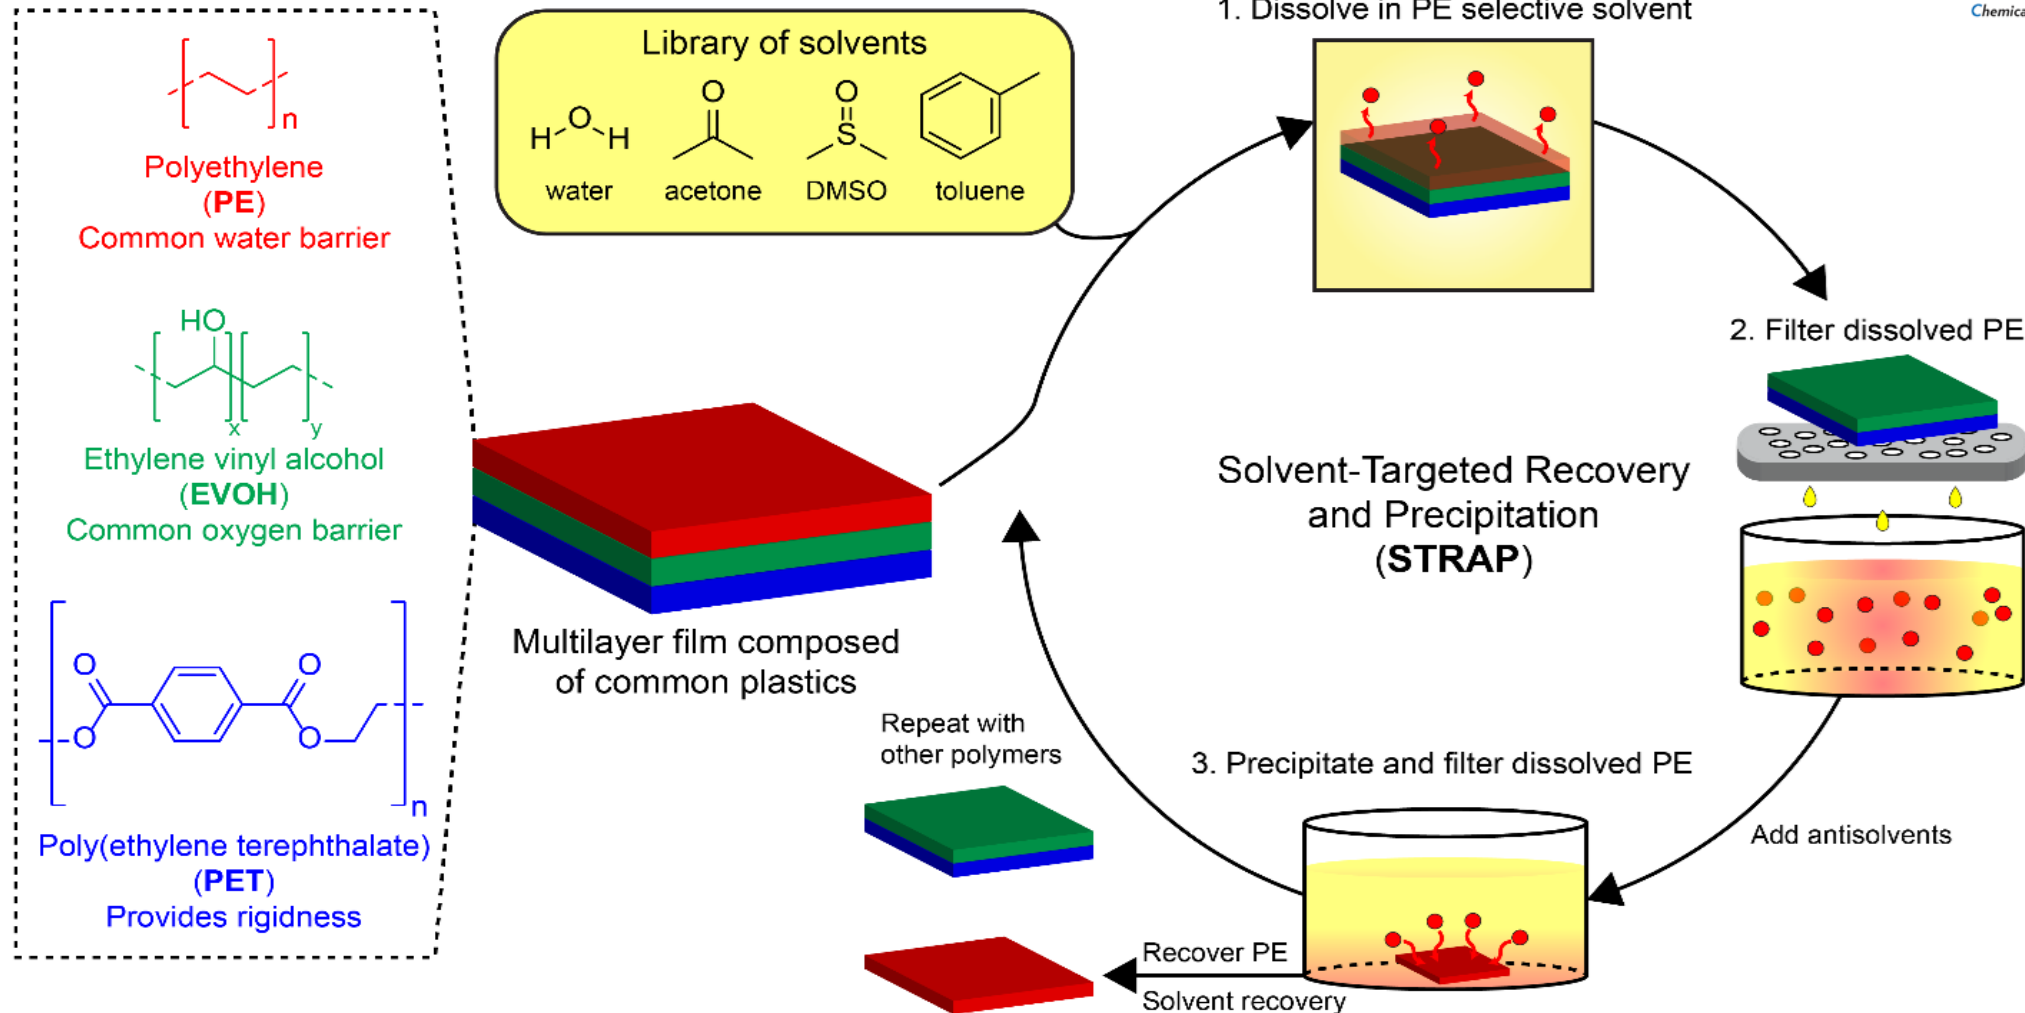 Polyethylene
(PE)
Common water barrier
n
HO
x
y
Ethylene vinyl alcohol
(EVOH)
Common oxygen barrier
O
O
O
O
n
Poly(ethylene terephthalate)
(PET)
Provides rigidness
Library of solvents
H O H
O
O
S
water
acetone
DMSO
toluene
Multilayer film composed
of common plastics
1. Dissolve in PE selective solvent
2. Filter dissolved PE
Solvent-Targeted Recovery
and Precipitation
(STRAP)
Add antisolvents
3. Precipitate and filter dissolved PE
Repeat with
other polymers
Recover PE
Solvent recovery
Chemica